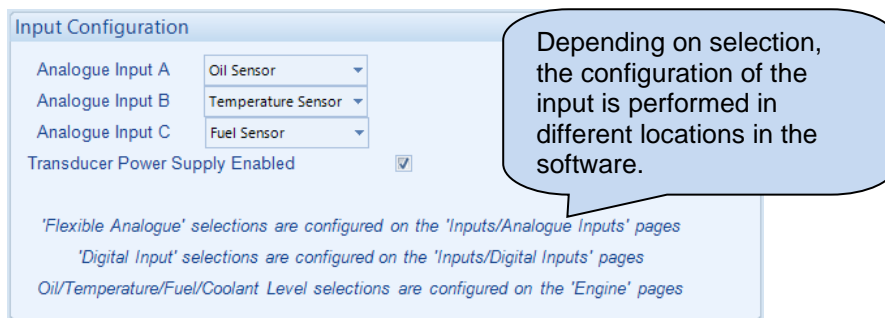 Input Configuration
Analogue Input A Oil Sensor
Analogue Input B Temperature Sensor
Analogue Input C Fuel Sensor
Transducer Power Supply Enabled
Depending on selection,
the configuration of the
input is performed in
different locations in the
software.
'Flexible Analogue' selections are configured on the 'Inputs/Analogue Inputs' pages
'Digital Input' selections are configured on the 'Inputs/Digital Inputs' pages
Oil/Temperature/Fuel/Coolant Level selections are configured on the 'Engine' pages